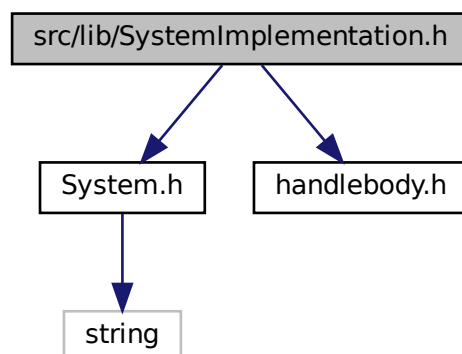 src/lib/SystemImplementation.h
System.h
handlebody.h
string